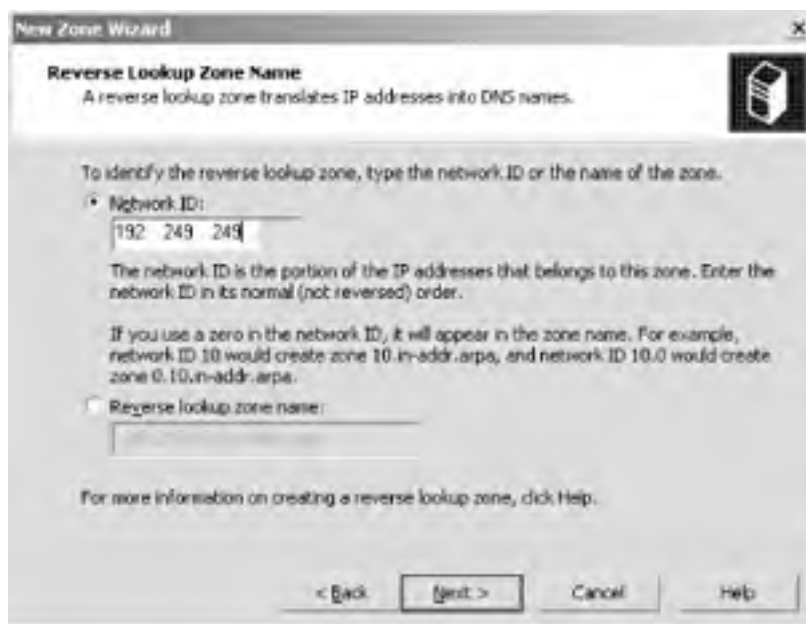 New Zone Wizard
Reverse Lookup Zone Name
A reverse lookup zone translates IP addresses into DNS names.
To identify the reverse lookup zone, type the network ID or the name of the zone.
Network ID:
192 .249 .249
The network ID is the portion of the IP addresses that belongs to this zone. Enter the
network ID in its normal (not reversed) order.
If you use a zero in the network ID, it will appear in the zone name. For example,
network ID 10 would create zone 10.in-addr.arpa, and network ID 10.0 would create
zone 0.10.in-addr.arpa.
Reverse lookup zone name:
For more information on creating a reverse lookup zone, click Help.
< Back Next > Cancel Help